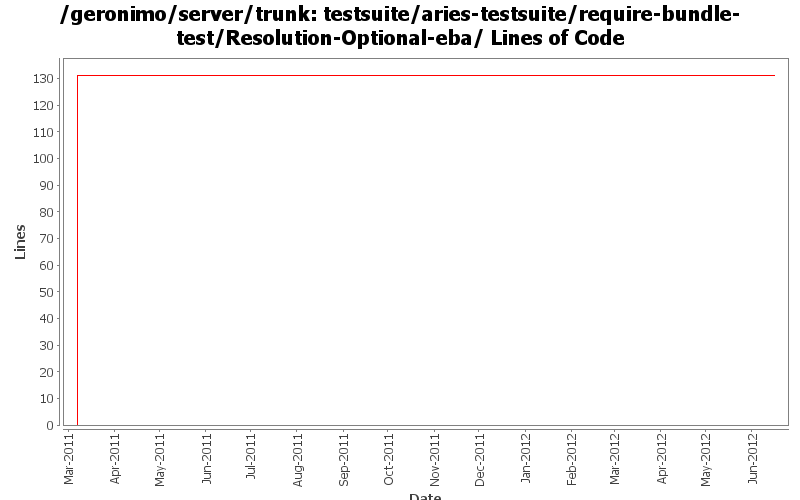 /geronimo/server/trunk: testsuite/aries-testsuite/require-bundle-
test/Resolution-Optional-eba/ Lines of Code
Lines
130
120
110
100
90
80
70
60
50
40
30
20
10
0
Mar-2011
Apr-2011
May-2011
Jun-2011
Jul-2011
Aug-2011
Sep-2011
Oct-2011
Nov-2011
Dec-2011
Jan-2012
Feb-2012
Mar-2012
Apr-2012
May-2012
Jun-2012
Date